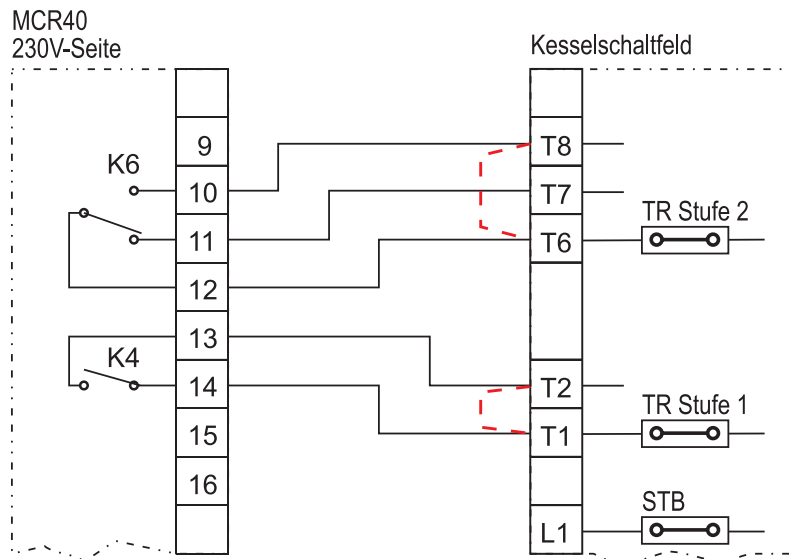 MCR40
230V-Seite
Kesselschaltfeld
K6
9
10
11
12
13
14
15
16
K4
T8
T7
T6
T2
T1
L1
TR Stufe 2
TR Stufe 1
STB